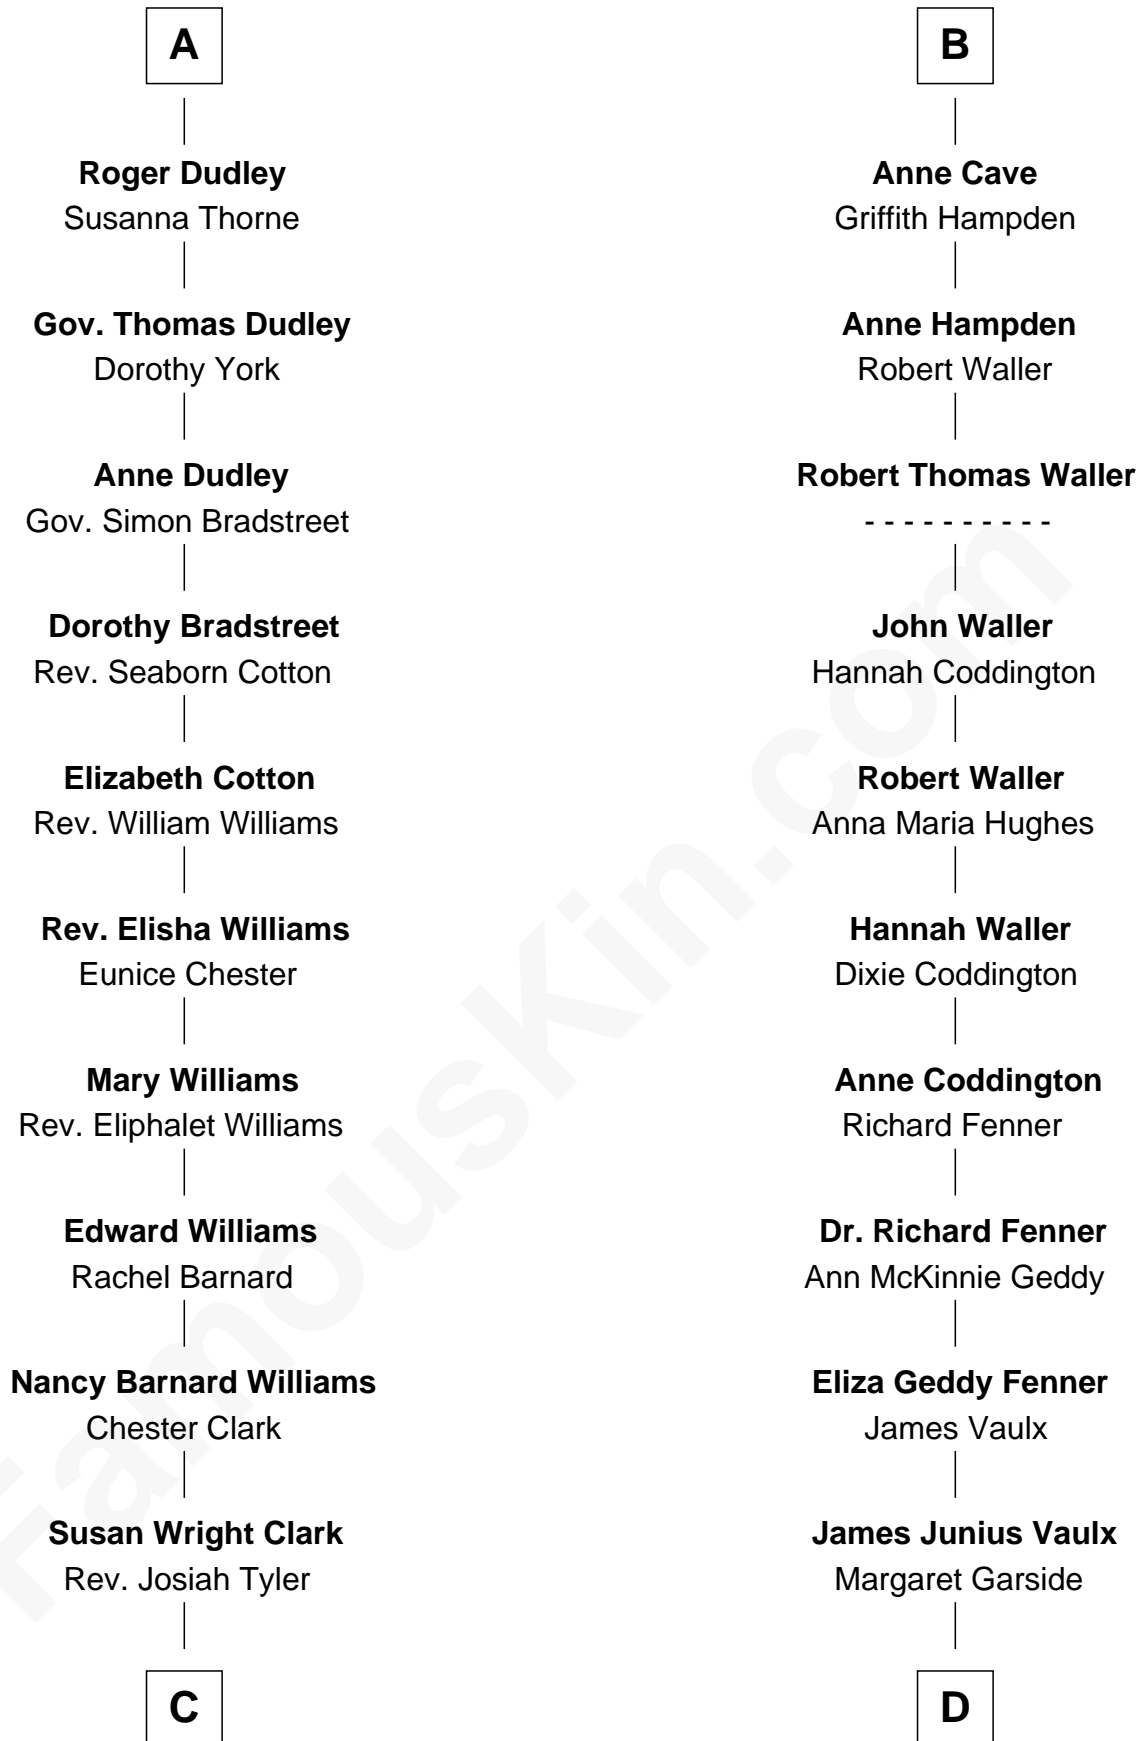 A
Roger Dudley
Susanna Thorne
Gov. Thomas Dudley
Dorothy York
Anne Dudley
Gov. Simon Bradstreet
Dorothy Bradstreet
Rev. Seaborn Cotton
Elizabeth Cotton
Rev. William Williams
Rev. Elisha Williams
Eunice Chester
Mary Williams
Rev. Eliphalet Williams
Edward Williams
Rachel Barnard
Nancy Barnard Williams
Chester Clark
Susan Wright Clark
Rev. Josiah Tyler
C
B
Anne Cave
Griffith Hampden
Anne Hampden
Robert Waller
Robert Thomas Waller
- - - - - - - - - -
John Waller
Hannah Coddington
Robert Waller
Anna Maria Hughes
Hannah Waller
Dixie Coddington
Anne Coddington
Richard Fenner
Dr. Richard Fenner
Ann McKinnie Geddy
Eliza Geddy Fenner
James Vaulx
James Junius Vaulx
Margaret Garside
D
FamousKin.com